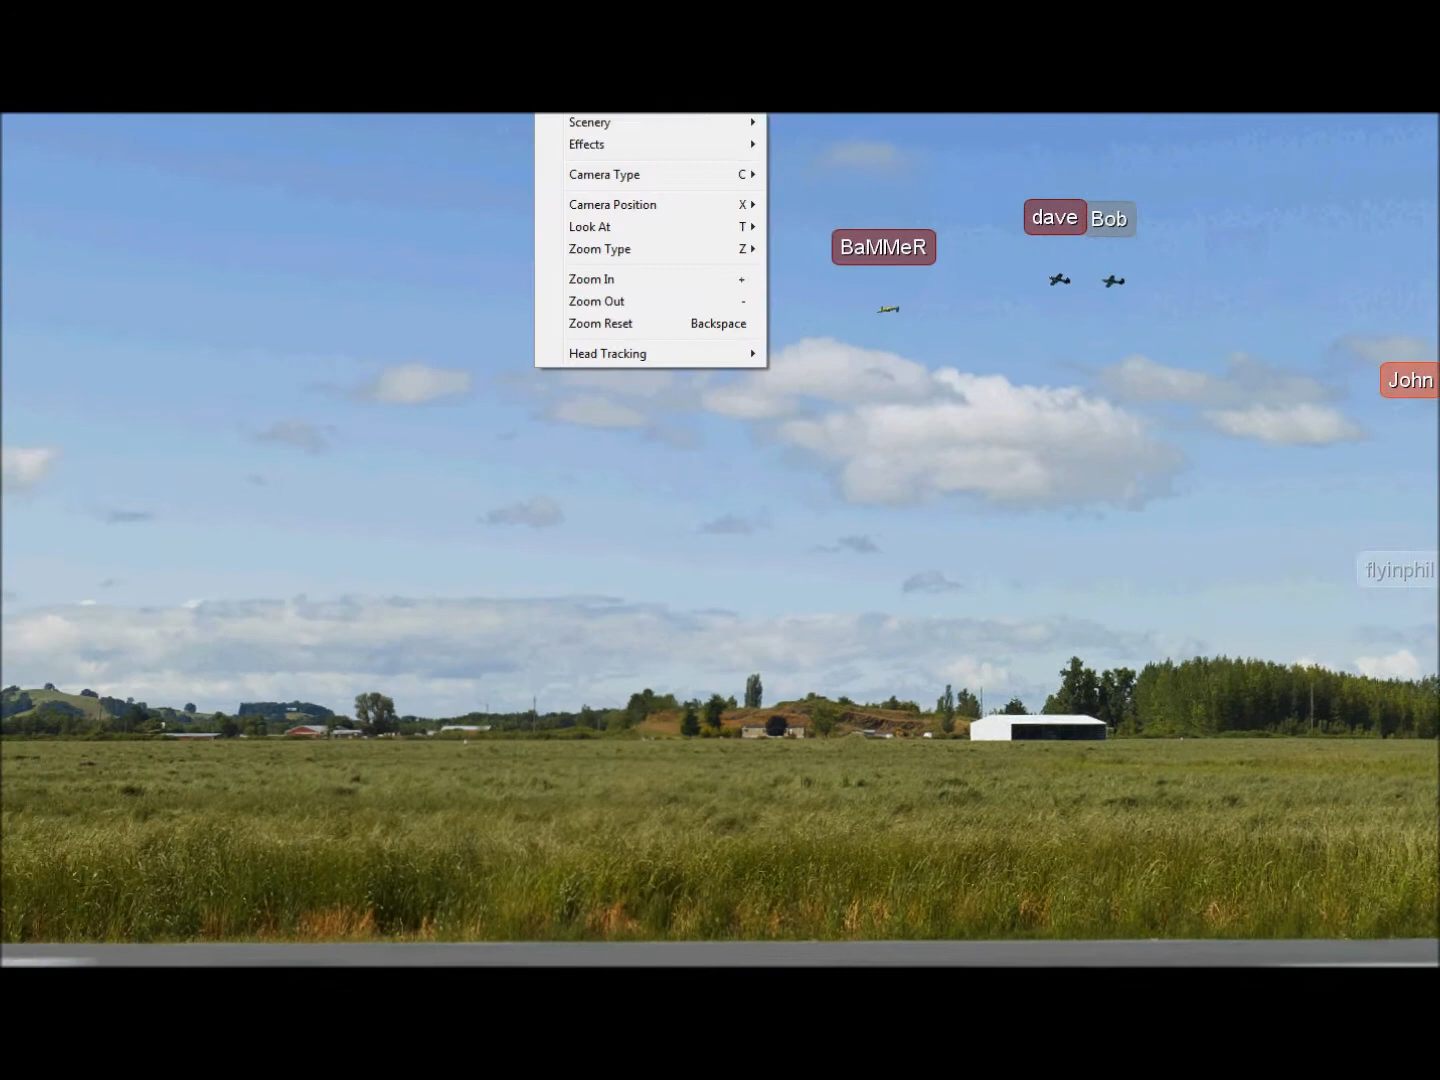 Scenery
Effects
Camera Type C
Camera Position X
Look At T
Zoom Type Z
Zoom In +
Zoom Out -
Zoom Reset Backspace
Head Tracking
dave
Bob
BaMMeR
John
flyinphil